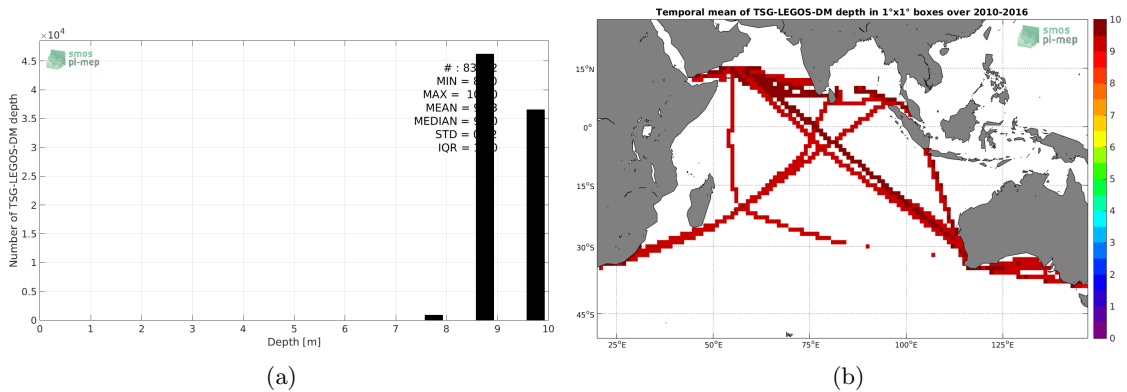 ×10⁴
smos
pi-mep
4.5
4
3.5
3
2.5
2
1.5
1
0.5
0
Number of TSG-LEGOS-DM depth
# : 83
MIN =
MAX =
MEAN =
MEDIAN =
STD =
IQR =
0 1 2 3 4 5 6 7 8 9 10
Depth [m]
(a)
Temporal mean of TSG-LEGOS-DM depth in 1°x1° boxes over 2010-2016
smos
pi-mep
15°N
0°
15°S
30°S
45°S
25°E 50°E 75°E 100°E 125°E
10
9
8
7
6
5
4
3
2
1
0
(b)